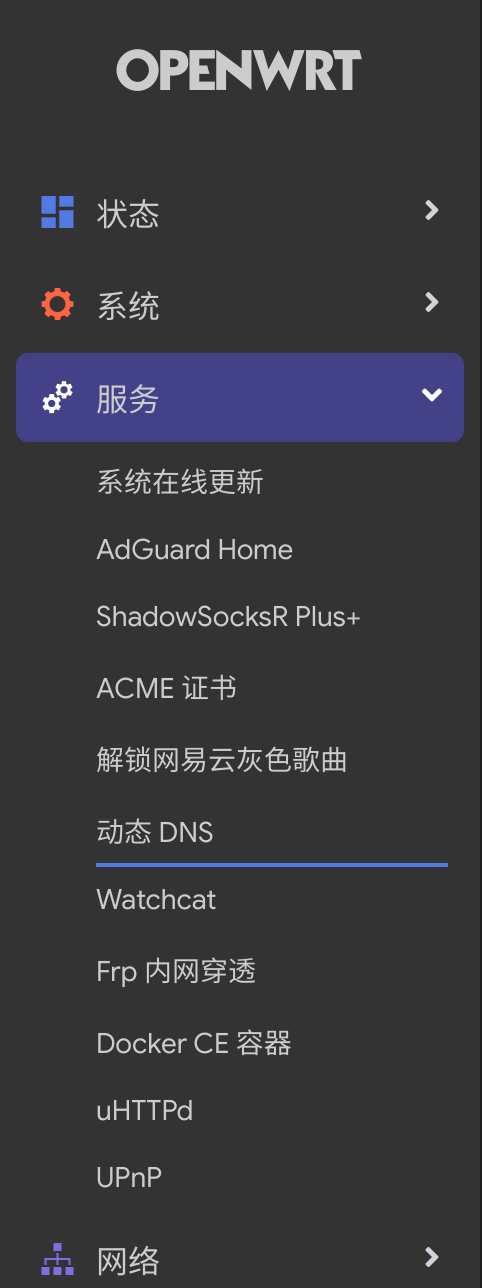 OPENWRT
状态
系统
服务
系统在线更新
AdGuard Home
ShadowSocksR Plus+
ACME 证书
解锁网易云灰色歌曲
动态 DNS
Watchcat
Frp 内网穿透
Docker CE 容器
uHTTPd
UPnP
网络